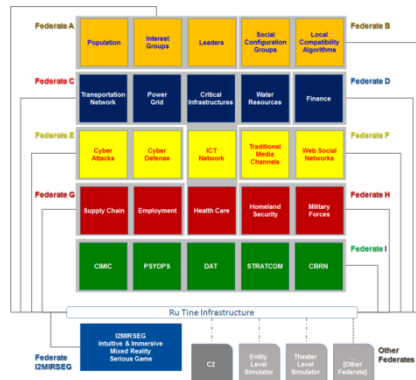 Federate A
Federate B
Population
Interest
Groups
Leaders
Social
Configuration
Groups
Local
Compatibility
Algorithms
Federate C
Federate D
Transportation
Network
Power
Grid
Critical
Infrastructures
Water
Resources
Finance
Federate E
Federate F
Cyber
Attacks
Cyber
Defense
ICT
Network
Traditional
Media
Channels
Web Social
Networks
Federate G
Federate H
Supply Chain
Employment
Health Care
Homeland
Security
Military
Forces
Federate I
CIMIC
PSYOPS
DAT
STRATCOM
CBRN
Ru Tine Infrastructure
Federate
I2MIRSEG
I2MIRSEG
Intuitive & Immersive
Mixed Reality
Serious Game
C2
Entity
Level
Simulator
Theater
Level
Simulator
...
[Other
Federate]
Other
Federates